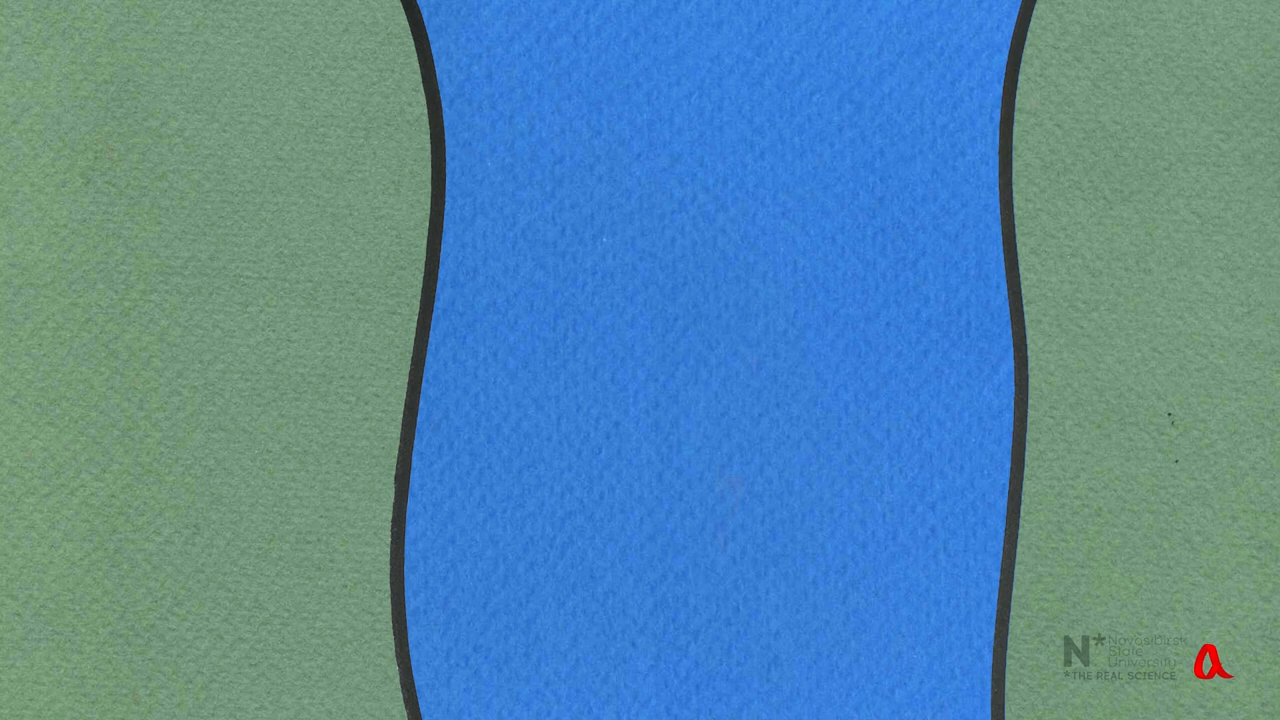 N*
Novosibirsk
State
University
*THE REAL SCIENCE
a